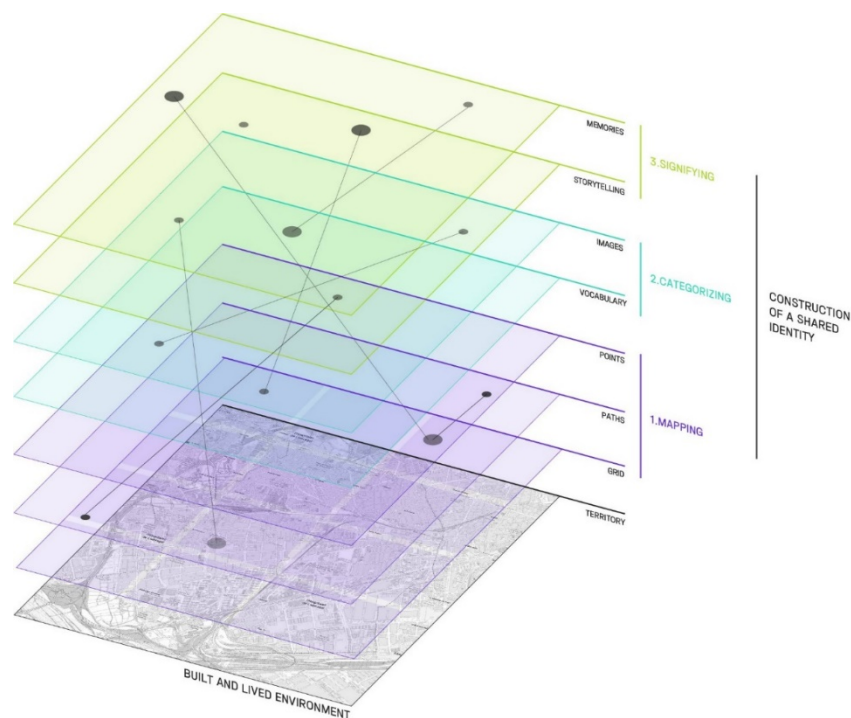 MEMORIES
3.SIGNIFYING
STORYTELLING
IMAGES
2.CATEGORIZING
VOCABULARY
CONSTRUCTION
OF A SHARED
IDENTITY
POINTS
PATHS
1.MAPPING
GRID
TERRITORY
BUILT AND LIVED ENVIRONMENT